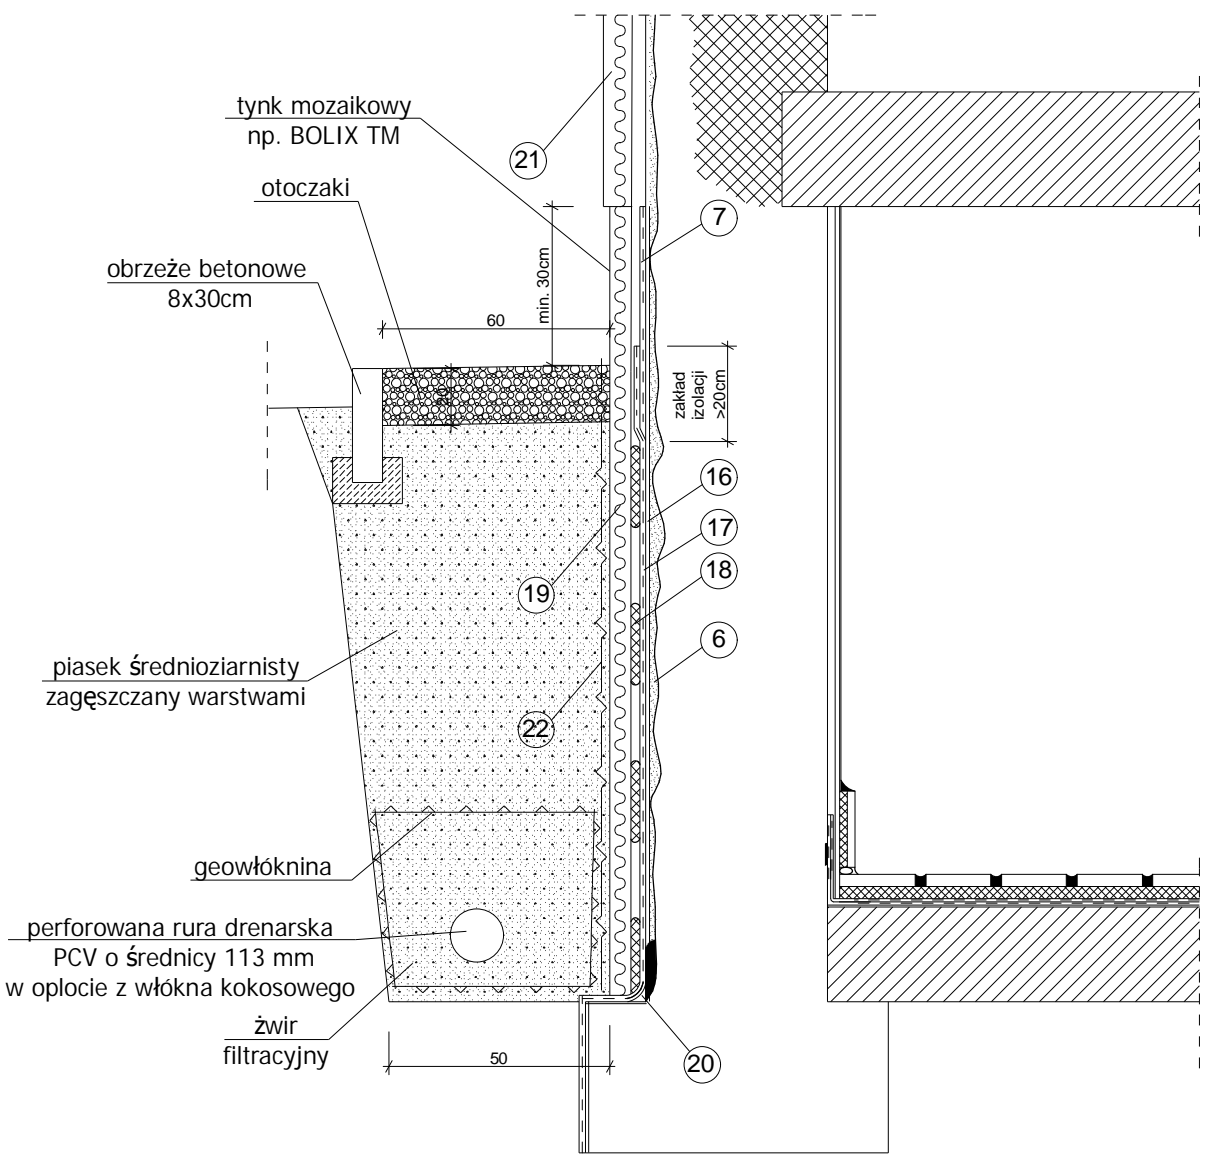 tynk mozaikowy
np. BOLIX TM
21
otoczaki
7
obrzeże betonowe
8x30cm
min. 30cm
60
20
zakład
izolacji
>20cm
16
17
18
19
6
piasek średnioziarnisty
zagęszczany warstwami
22
geowłóknina
perforowana rura drenarska
PCV o średnicy 113 mm
w oplocie z włókna kokosowego
żwir
filtracyjny
50
20